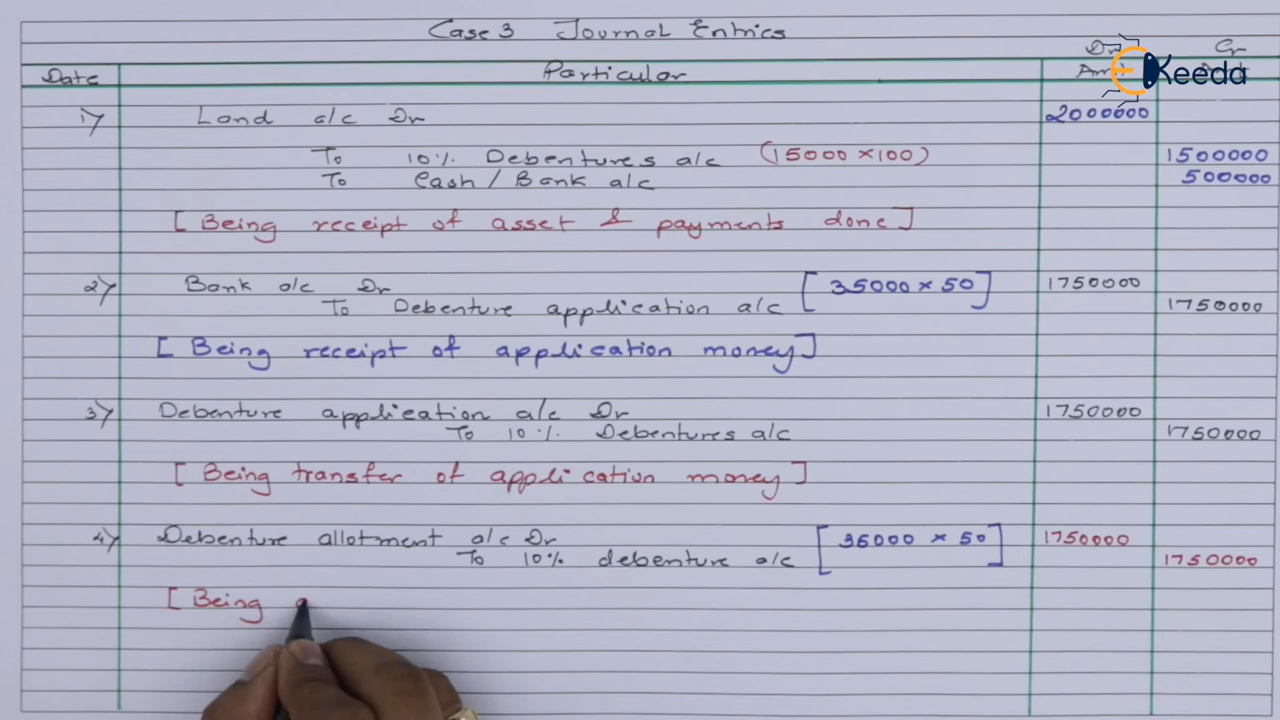 Case 3 Journal Entries
Dr Cr
Date Particular
Keeda
1) Land a/c Dr 2000000
To 10% Debentures a/c (15000 × 100) 1500000
To Cash / Bank a/c 500000
[ Being receipt of asset & payments done ]
2) Bank a/c Dr 1750000
To Debenture application a/c [ 35000 × 50 ] 1750000
[ Being receipt of application money ]
3) Debenture application a/c Dr 1750000
To 10% Debentures a/c 1750000
[ Being transfer of application money ]
4) Debenture allotment a/c Dr [ 35000 × 50 ] 1750000
To 10% debenture a/c 1750000
[ Being